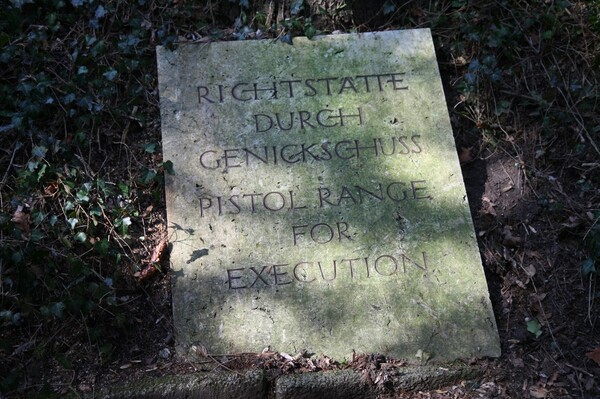 RICHTSTATTE
DURCH
GENICKSCHUSS
PISTOL RANGE
FOR
EXECUTION